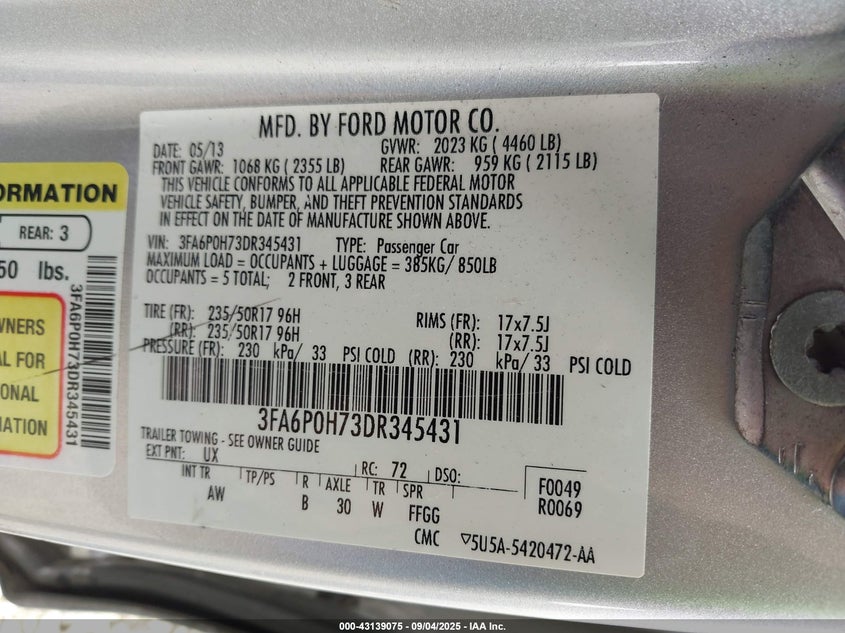 MFD. BY FORD MOTOR CO.
DATE: 05/13 GVWR: 2023 KG ( 4460 LB)
FRONT GAWR: 1068 KG ( 2355 LB) REAR GAWR: 959 KG ( 2115 LB)
THIS VEHICLE CONFORMS TO ALL APPLICABLE FEDERAL MOTOR
VEHICLE SAFETY, BUMPER, AND THEFT PREVENTION STANDARDS
IN EFFECT ON THE DATE OF MANUFACTURE SHOWN ABOVE.
VIN: 3FA6P0H73DR345431 TYPE: Passenger Car
MAXIMUM LOAD = OCCUPANTS + LUGGAGE = 385KG/ 850LB
OCCUPANTS = 5 TOTAL; 2 FRONT, 3 REAR
TIRE (FR): 235/50R17 96H RIMS (FR): 17x7.5J
(RR): 235/50R17 96H (RR): 17x7.5J
PRESSURE (FR): 230 kPa/ 33 PSI COLD (RR): 230 kPa/ 33 PSI COLD
3FA6P0H73DR345431
TRAILER TOWING - SEE OWNER GUIDE
EXT PNT: UX RC: 72 DSO: F0049
INT TR TP/PS R AXLE TR SPR R0069
AW B 30 W FFGG
CMC ▽5U5A-5420472-AA
ORMATION
REAR: 3
50 lbs.
3FA6P0H73DR345431
WNERS
AL FOR
IONAL
MATION
000-43139075 - 09/04/2025 - IAA Inc.